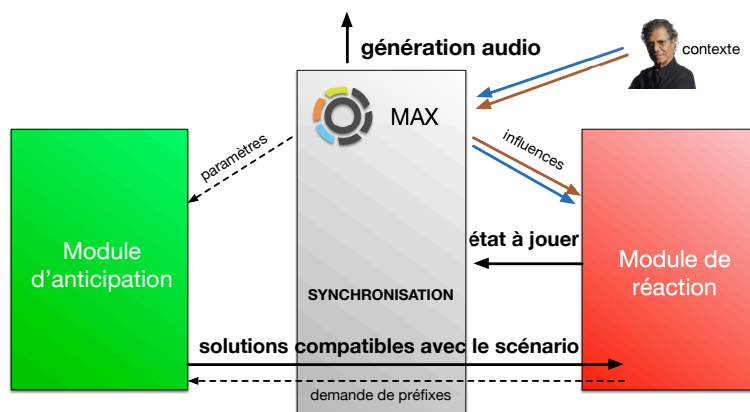 génération audio
contexte
MAX
paramètres
influences
état à jouer
Module
d'anticipation
Module de
réaction
SYNCHRONISATION
solutions compatibles avec le scénario
demande de préfixes